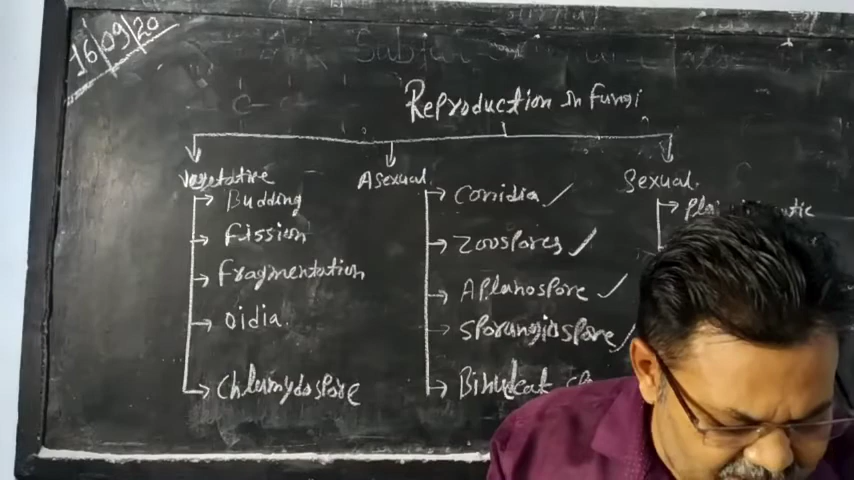 16/09/20
Reproduction in Fungi
Vegetative
Budding
Fission
Fragmentation
Oidia.
Chlamydospore
Asexual
Conidia ✓
Zoospores ✓
Aplanospore ✓
Sporangiospore ✓
Sexual.